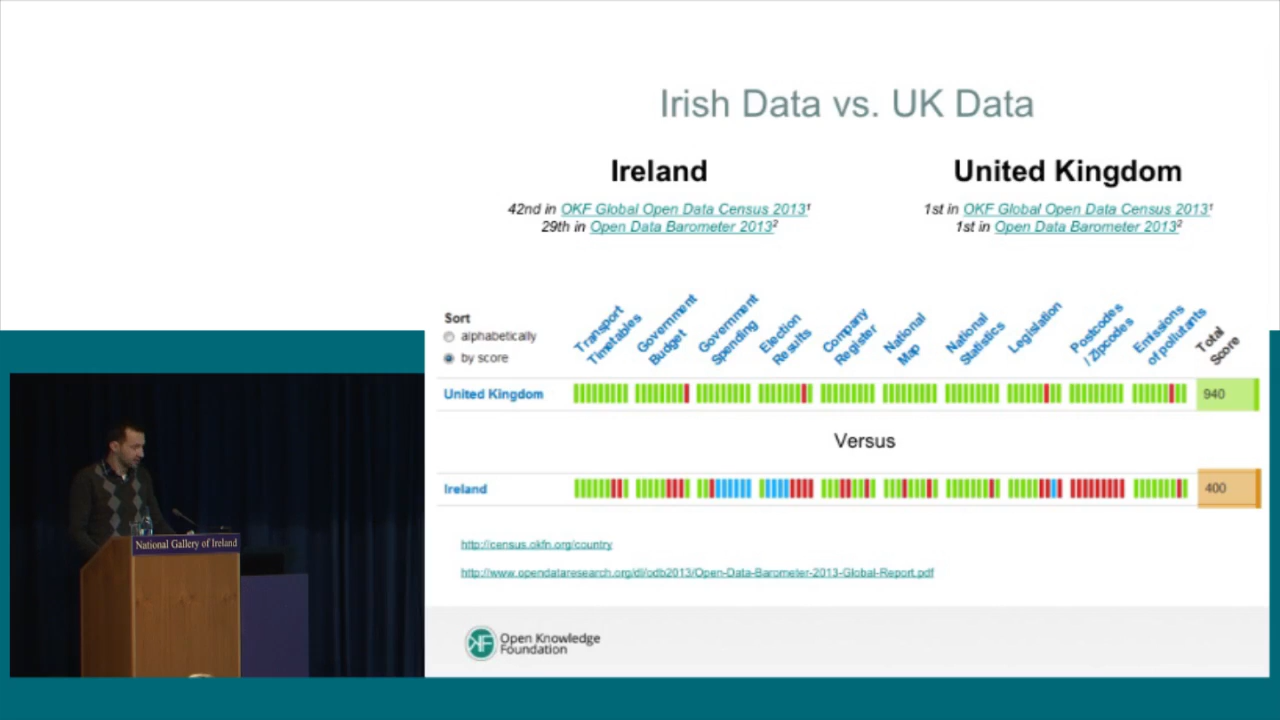 Irish Data vs. UK Data
Ireland
42nd in OKF Global Open Data Census 2013¹
29th in Open Data Barometer 2013²
United Kingdom
1st in OKF Global Open Data Census 2013¹
1st in Open Data Barometer 2013²
Sort
alphabetically
by score
Transport
Timetables
Government
Budget
Government
Spending
Election
Results
Company
Register
National
Map
National
Statistics
Legislation
Postcodes
/ Zipcodes
Emissions
of pollutants
Total
Score
United Kingdom
940
Versus
Ireland
400
http://census.okfn.org/country
http://www.opendataresearch.org/dl/odb2013/Open-Data-Barometer-2013-Global-Report.pdf
OKF
Open Knowledge
Foundation
National Gallery of Ireland